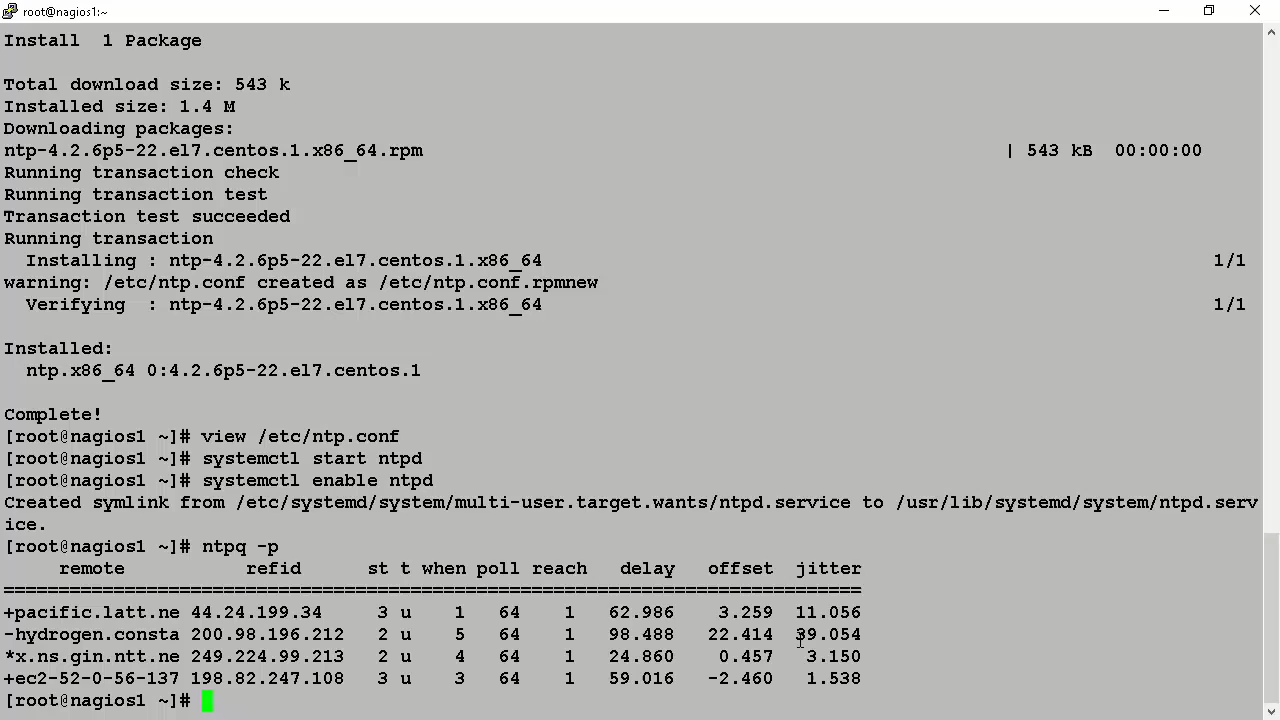 root@nagios1:~
Install  1 Package
Total download size: 543 k
Installed size: 1.4 M
Downloading packages:
ntp-4.2.6p5-22.el7.centos.1.x86_64.rpm | 543 kB  00:00:00
Running transaction check
Running transaction test
Transaction test succeeded
Running transaction
  Installing : ntp-4.2.6p5-22.el7.centos.1.x86_64 1/1
warning: /etc/ntp.conf created as /etc/ntp.conf.rpmnew
  Verifying  : ntp-4.2.6p5-22.el7.centos.1.x86_64 1/1
Installed:
  ntp.x86_64 0:4.2.6p5-22.el7.centos.1
Complete!
[root@nagios1 ~]# view /etc/ntp.conf
[root@nagios1 ~]# systemctl start ntpd
[root@nagios1 ~]# systemctl enable ntpd
Created symlink from /etc/systemd/system/multi-user.target.wants/ntpd.service to /usr/lib/systemd/system/ntpd.serv
ice.
[root@nagios1 ~]# ntpq -p
     remote           refid      st t when poll reach   delay   offset  jitter
==============================================================================
+pacific.latt.ne 44.24.199.34     3 u    1   64    1   62.986    3.259  11.056
-hydrogen.consta 200.98.196.212   2 u    5   64    1   98.488   22.414  39.054
*x.ns.gin.ntt.ne 249.224.99.213   2 u    4   64    1   24.860    0.457   3.150
+ec2-52-0-56-137 198.82.247.108   3 u    3   64    1   59.016   -2.460   1.538
[root@nagios1 ~]#